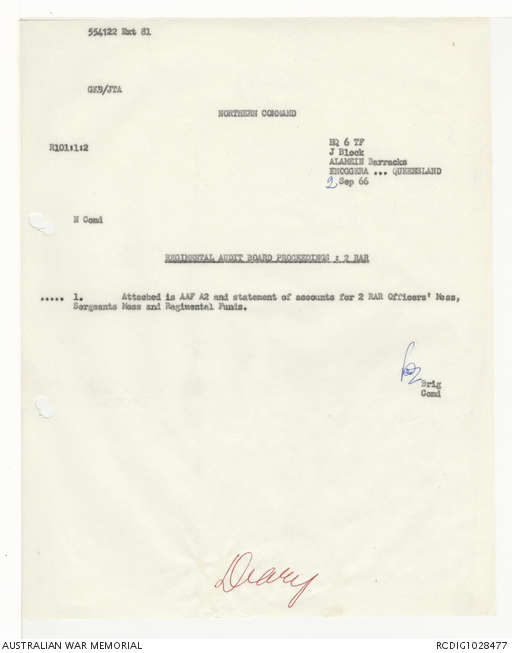 554122 Ext 81
GKB/JTA
NORTHERN COMMAND
R101:1:2
HQ 6 TF
J Block
ALAMEIN Barracks
ENOGGERA ... QUEENSLAND
2 Sep 66
N Comd
REGIMENTAL AUDIT BOARD PROCEEDINGS : 2 RAR
..... 1. Attached is AAF A2 and statement of accounts for 2 RAR Officers' Mess,
Sergeants Mess and Regimental Funds.
Brig
Comd
Diary
AUSTRALIAN WAR MEMORIAL
RCDIG1028477